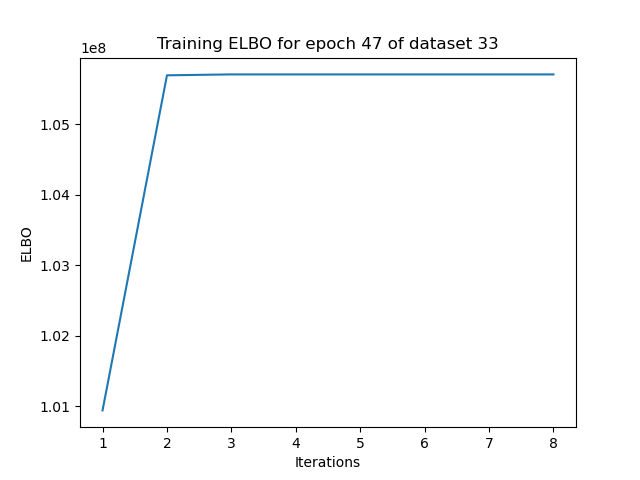 Training ELBO for epoch 47 of dataset 33
1e8
1.05
1.04
1.03
1.02
1.01
ELBO
1 2 3 4 5 6 7 8
Iterations